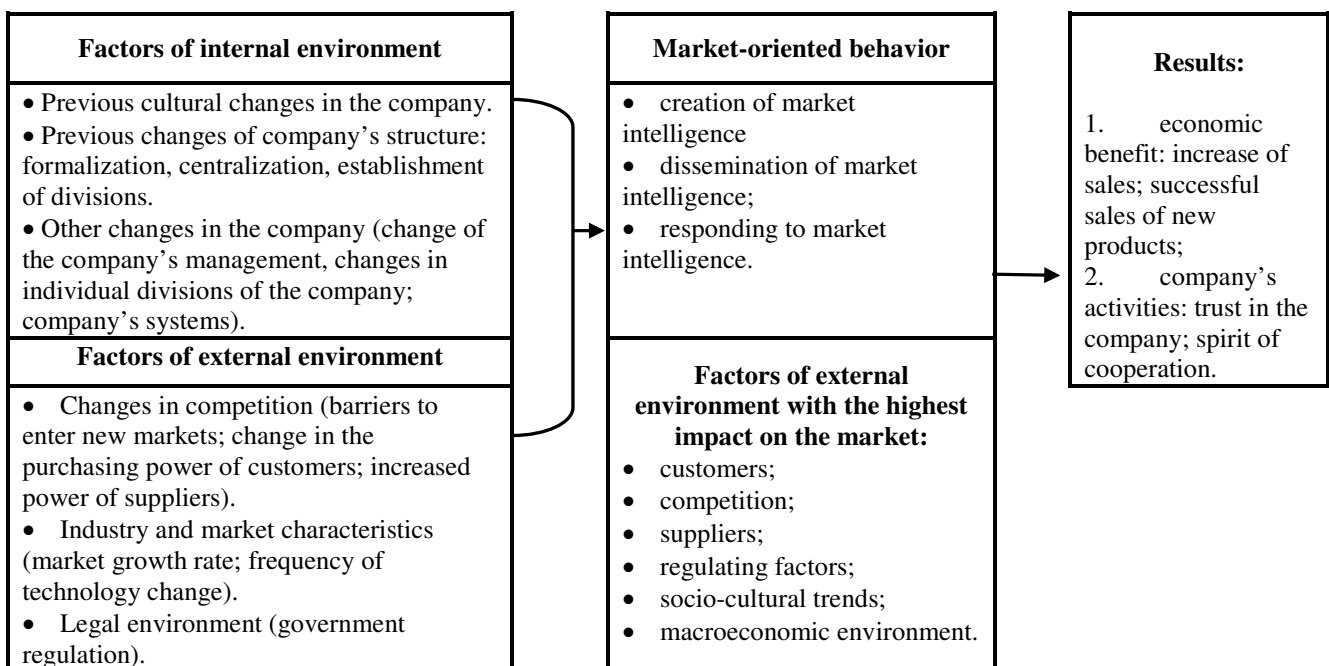 Factors of internal environment
• Previous cultural changes in the company.
• Previous changes of company's structure:
formalization, centralization, establishment
of divisions.
• Other changes in the company (change of
the company's management, changes in
individual divisions of the company;
company's systems).
Factors of external environment
• Changes in competition (barriers to
enter new markets; change in the
purchasing power of customers; increased
power of suppliers).
• Industry and market characteristics
(market growth rate; frequency of
technology change).
• Legal environment (government
regulation).
Market-oriented behavior
• creation of market
intelligence
• dissemination of market
intelligence;
• responding to market
intelligence.
Factors of external
environment with the highest
impact on the market:
• customers;
• competition;
• suppliers;
• regulating factors;
• socio-cultural trends;
• macroeconomic environment.
Results:
1. economic
benefit: increase of
sales; successful
sales of new
products;
2. company's
activities: trust in the
company; spirit of
cooperation.